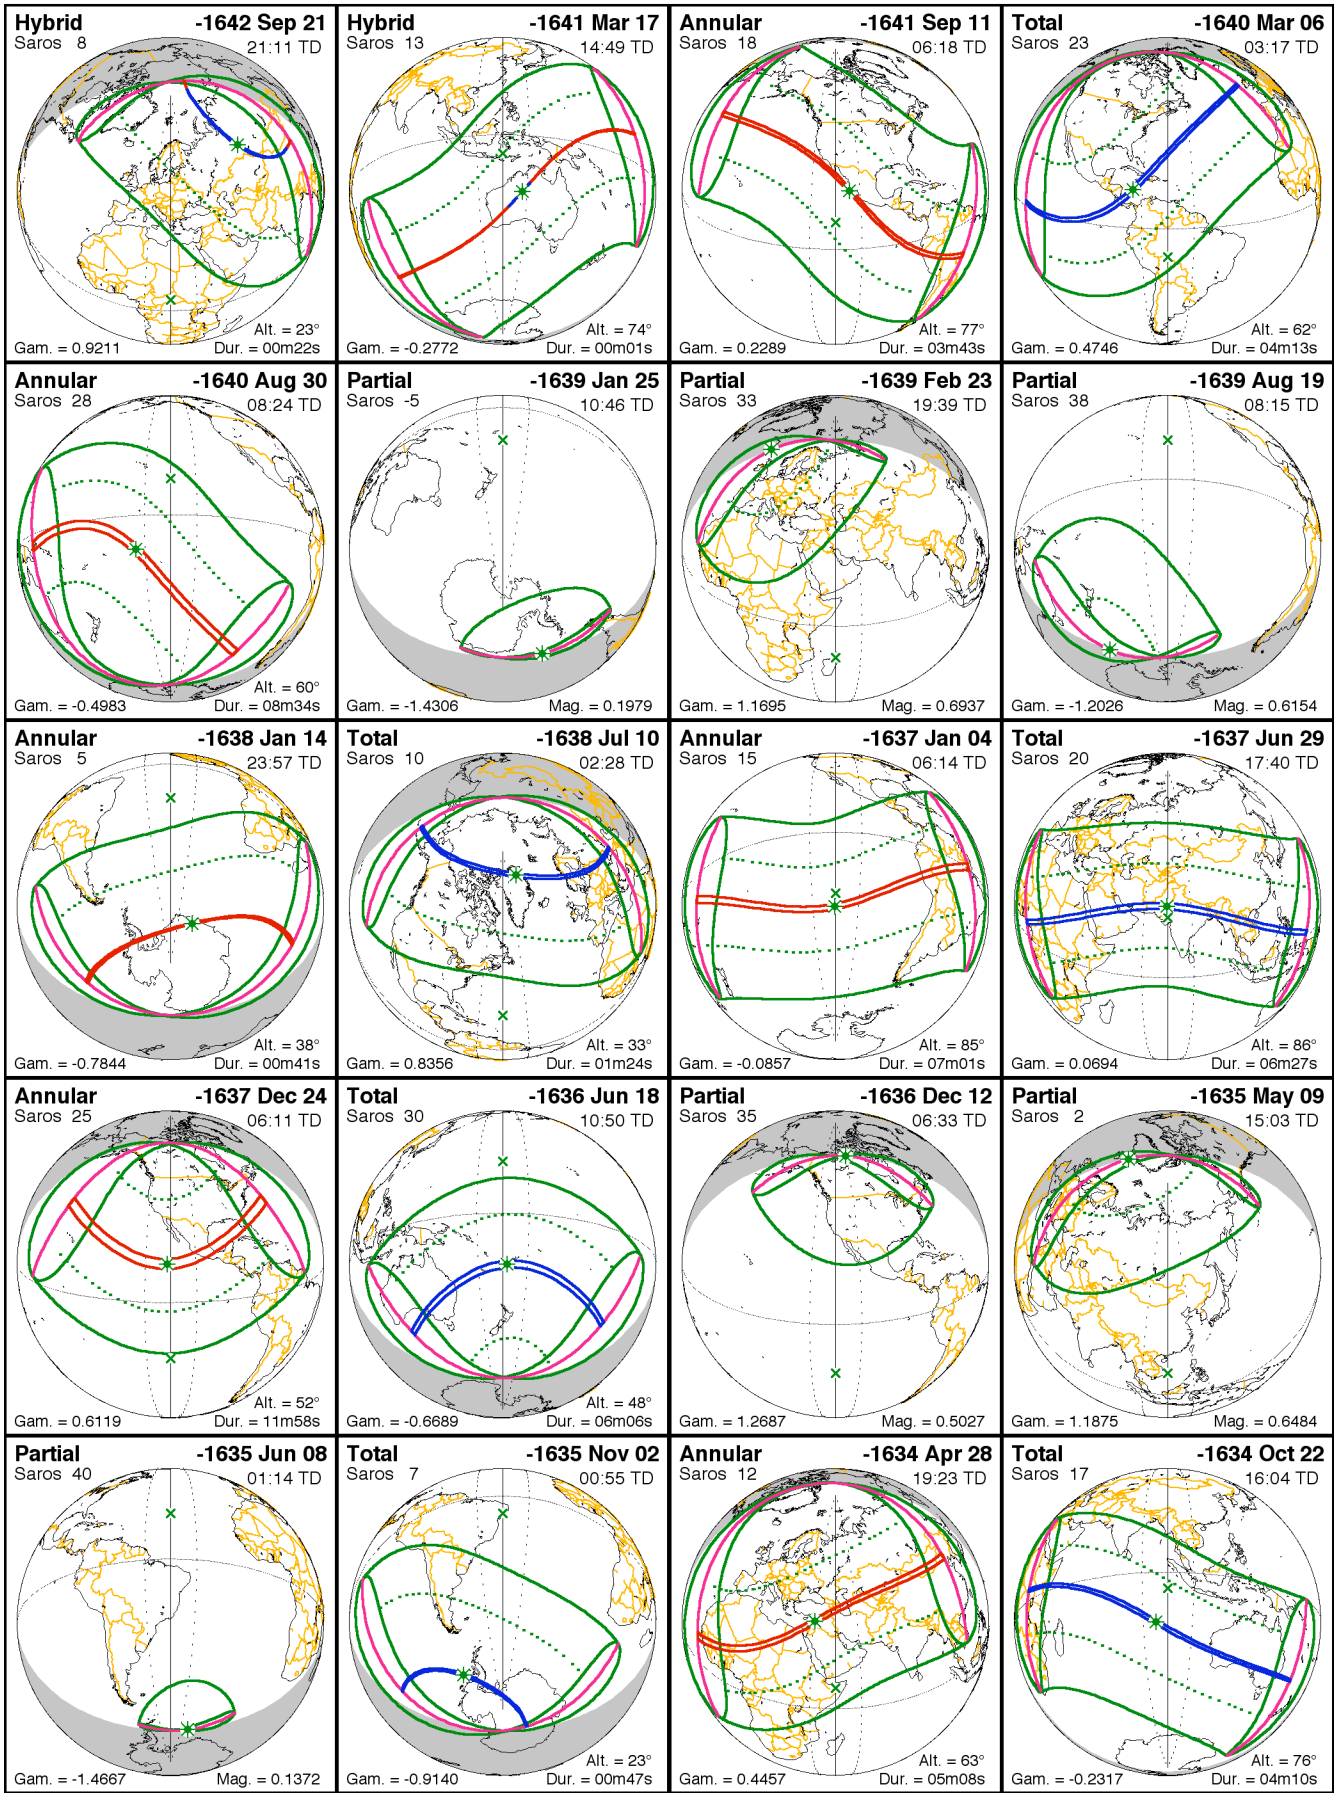 Hybrid -1642 Sep 21
Saros 8 21:11 TD
Alt. = 23°
Gam. = 0.9211 Dur. = 00m22s
Hybrid -1641 Mar 17
Saros 13 14:49 TD
Alt. = 74°
Gam. = -0.2772 Dur. = 00m01s
Annular -1641 Sep 11
Saros 18 06:18 TD
Alt. = 77°
Gam. = 0.2289 Dur. = 03m43s
Total -1640 Mar 06
Saros 23 03:17 TD
Alt. = 62°
Gam. = 0.4746 Dur. = 04m13s
Annular -1640 Aug 30
Saros 28 08:24 TD
Alt. = 60°
Gam. = -0.4983 Dur. = 08m34s
Partial -1639 Jan 25
Saros -5 10:46 TD
Gam. = -1.4306 Mag. = 0.1979
Partial -1639 Feb 23
Saros 33 19:39 TD
Gam. = 1.1695 Mag. = 0.6937
Partial -1639 Aug 19
Saros 38 08:15 TD
Gam. = -1.2026 Mag. = 0.6154
Annular -1638 Jan 14
Saros 5 23:57 TD
Alt. = 38°
Gam. = -0.7844 Dur. = 00m41s
Total -1638 Jul 10
Saros 10 02:28 TD
Alt. = 33°
Gam. = 0.8356 Dur. = 01m24s
Annular -1637 Jan 04
Saros 15 06:14 TD
Alt. = 85°
Gam. = -0.0857 Dur. = 07m01s
Total -1637 Jun 29
Saros 20 17:40 TD
Alt. = 86°
Gam. = 0.0694 Dur. = 06m27s
Annular -1637 Dec 24
Saros 25 06:11 TD
Alt. = 52°
Gam. = 0.6119 Dur. = 11m58s
Total -1636 Jun 18
Saros 30 10:50 TD
Alt. = 48°
Gam. = -0.6689 Dur. = 06m06s
Partial -1636 Dec 12
Saros 35 06:33 TD
Gam. = 1.2687 Mag. = 0.5027
Partial -1635 May 09
Saros 2 15:03 TD
Gam. = 1.1875 Mag. = 0.6484
Partial -1635 Jun 08
Saros 40 01:14 TD
Gam. = -1.4667 Mag. = 0.1372
Total -1635 Nov 02
Saros 7 00:55 TD
Alt. = 23°
Gam. = -0.9140 Dur. = 00m47s
Annular -1634 Apr 28
Saros 12 19:23 TD
Alt. = 63°
Gam. = 0.4457 Dur. = 05m08s
Total -1634 Oct 22
Saros 17 16:04 TD
Alt. = 76°
Gam. = -0.2317 Dur. = 04m10s